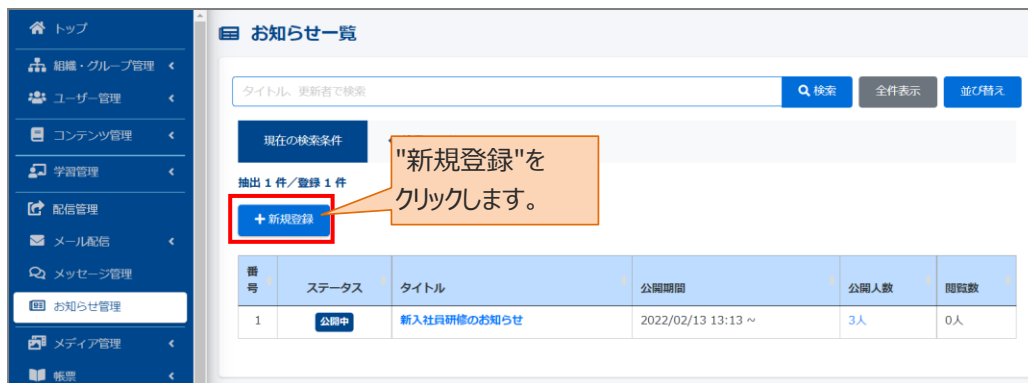 トップ
組織・グループ管理
ユーザー管理
コンテンツ管理
学習管理
配信管理
メール配信
メッセージ管理
お知らせ管理
メディア管理
帳票
お知らせ一覧
タイトル、更新者で検索
検索
全件表示
並び替え
現在の検索条件
抽出 1 件／登録 1 件
"新規登録"を
クリックします。
+ 新規登録
番号 ステータス タイトル 公開期間 公開人数 閲覧数
1 公開中 新入社員研修のお知らせ 2022/02/13 13:13 ~ 3人 0人